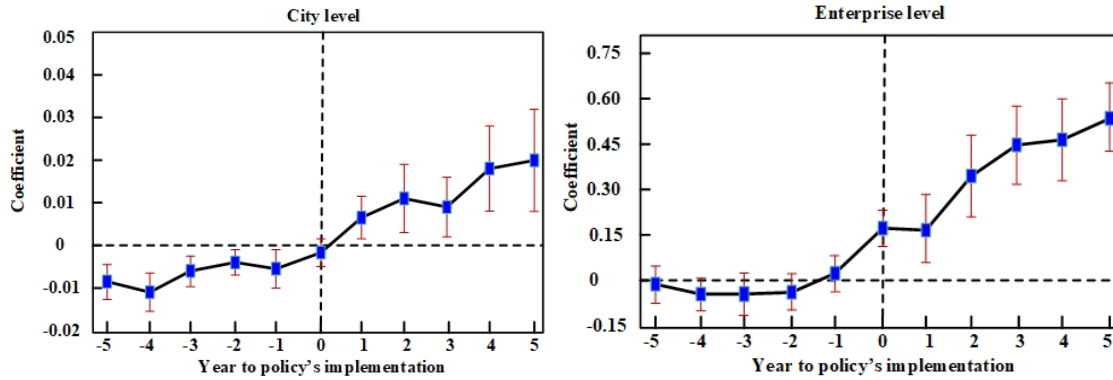 City level
0.05
0.04
0.03
0.02
0.01
0
-0.01
-0.02
Coefficient
-5 -4 -3 -2 -1 0 1 2 3 4 5
Year to policy's implementation
Enterprise level
0.75
0.60
0.45
0.30
0.15
0
-0.15
Coefficient
-5 -4 -3 -2 -1 0 1 2 3 4 5
Year to policy's implementation